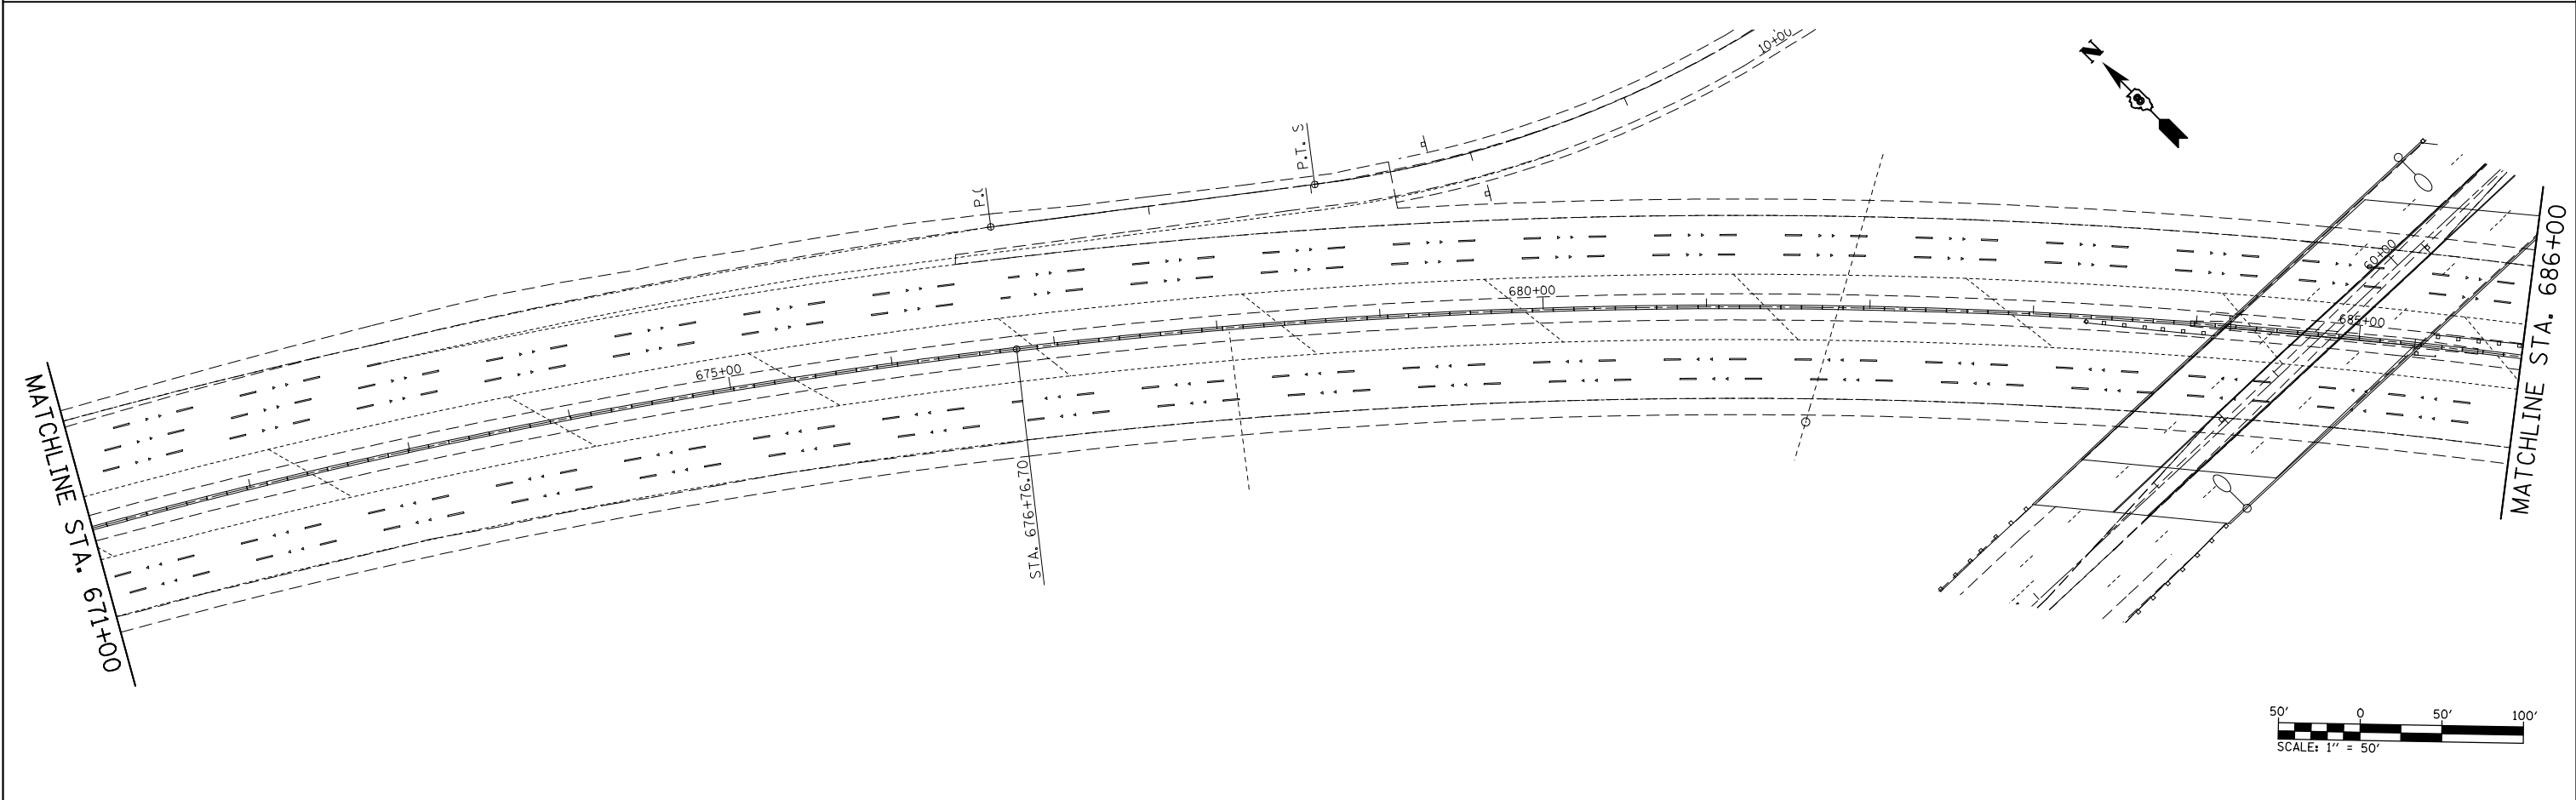 10+00
N
P.T. S
P.C
MATCHLINE STA. 686+00
60+00
680+00
685+00
675+00
MATCHLINE STA. 671+00
STA. 676+76.70
50' 0 50' 100'
SCALE: 1" = 50'